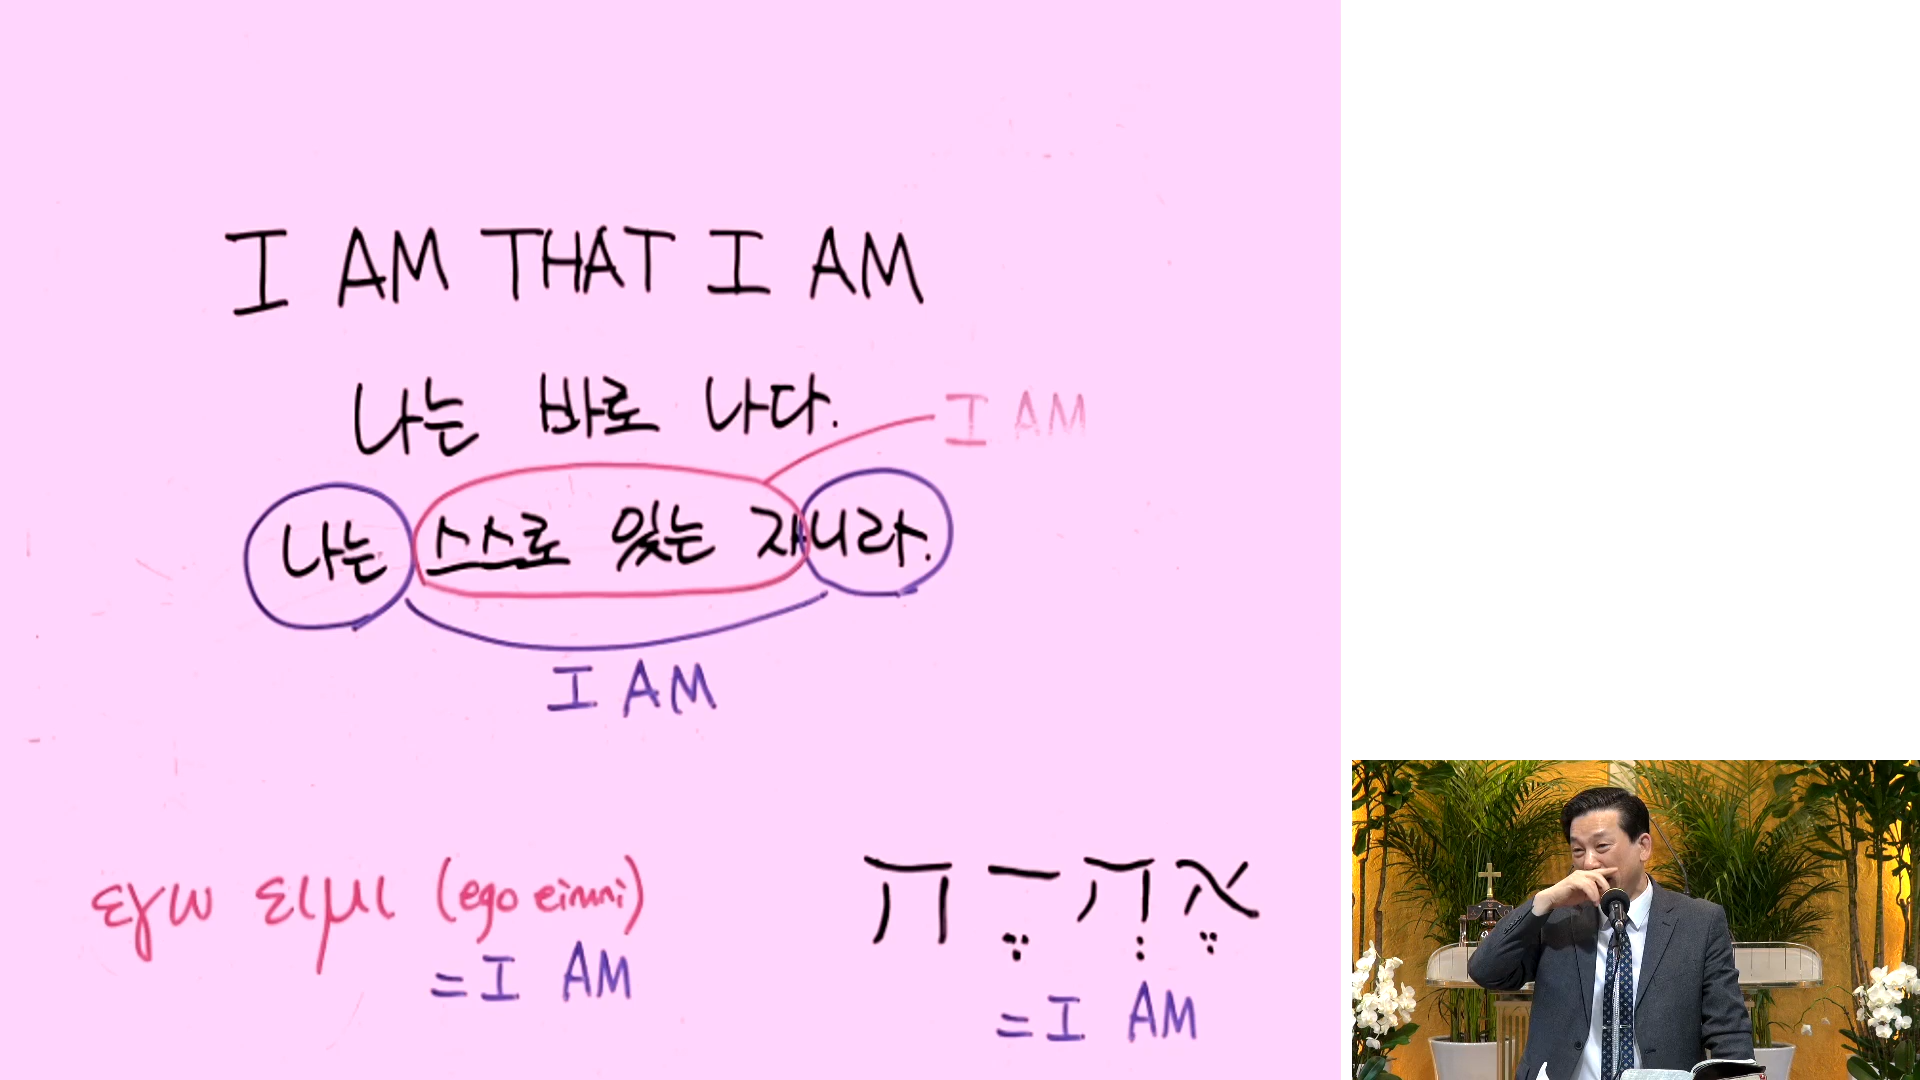 I AM THAT I AM
나는 바로 나다.
I AM
나는 스스로 있는 자니라.
I AM
εγω ειμι (ego eimi)
= I AM
אֶהְיֶה
= I AM